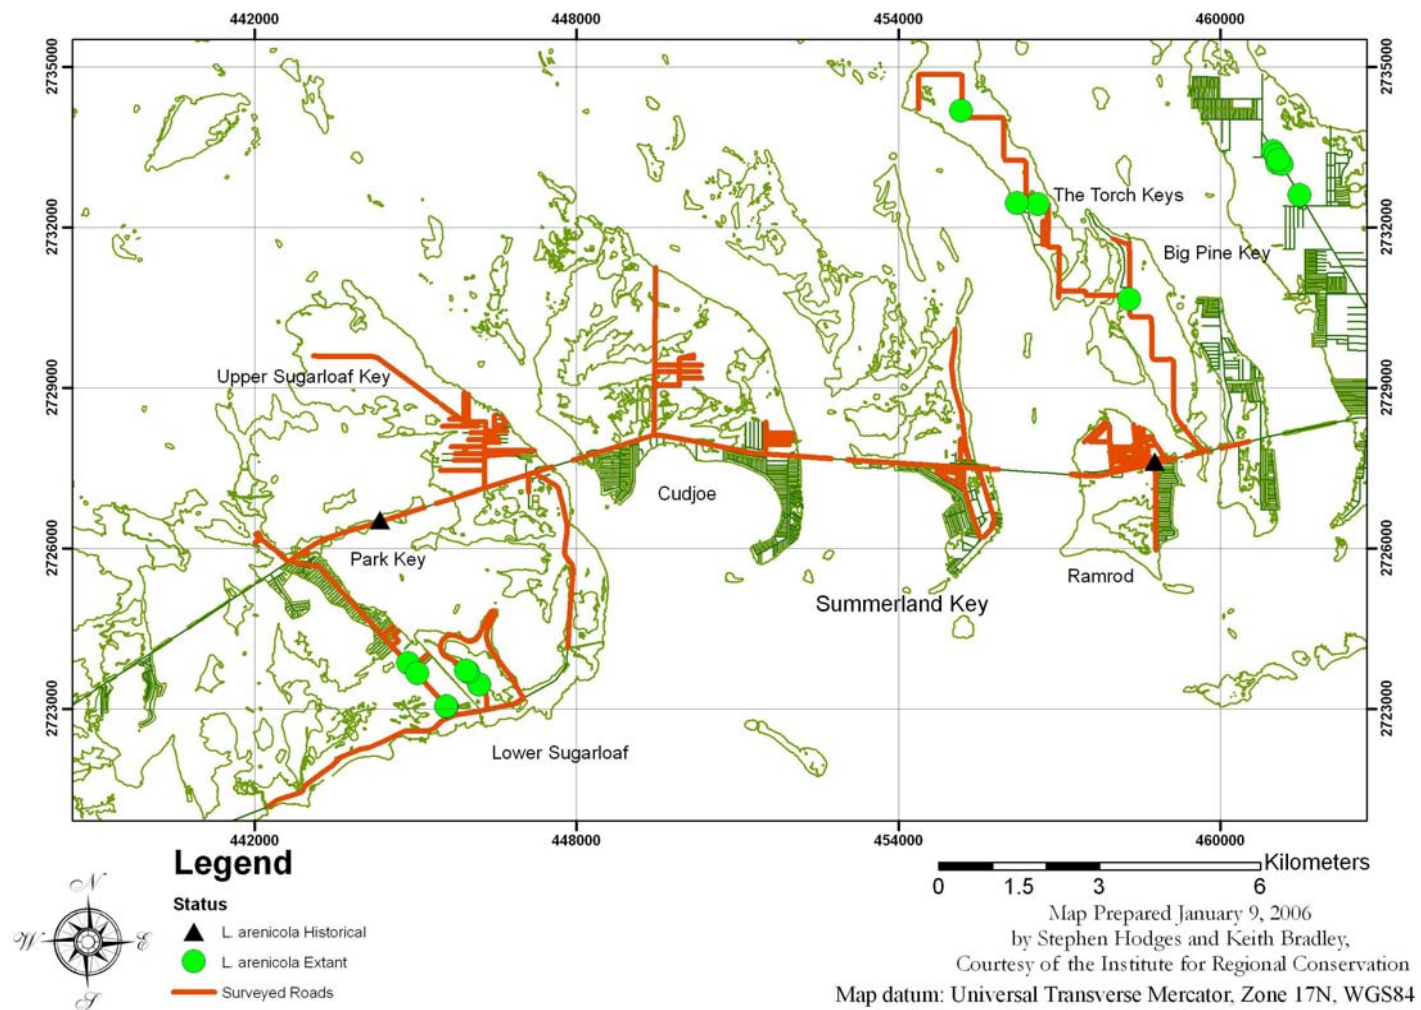 442000
448000
454000
460000
2735000
2735000
The Torch Keys
2732000
2732000
Big Pine Key
Upper Sugarloaf Key
2729000
2729000
Cudjoe
2726000
2726000
Park Key
Ramrod
Summerland Key
2723000
2723000
Lower Sugarloaf
442000
448000
454000
460000
Legend
Status
L. arenicola Historical
L. arenicola Extant
Surveyed Roads
N
W
E
S
Kilometers
0 1.5 3 6
Map Prepared January 9, 2006
by Stephen Hodges and Keith Bradley,
Courtesy of the Institute for Regional Conservation
Map datum: Universal Transverse Mercator, Zone 17N, WGS84